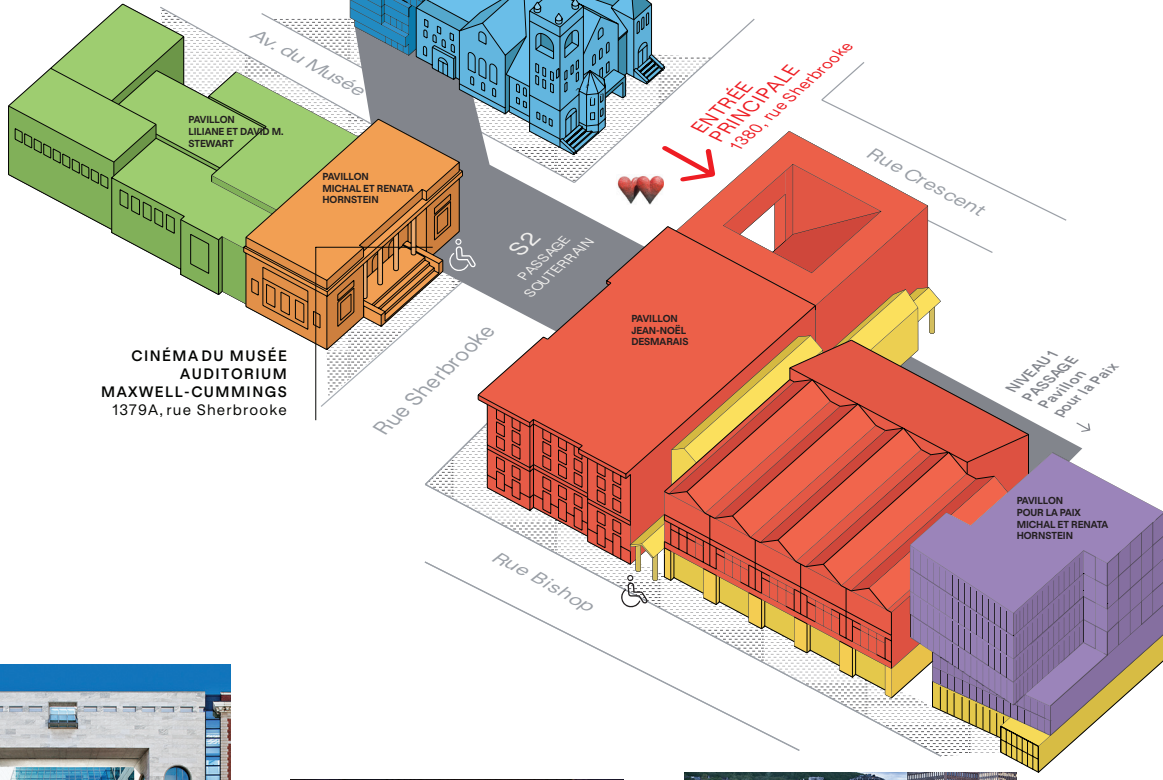 Av. du Musée
PAVILLON
LILIANE ET DAVID M.
STEWART
PAVILLON
MICHAL ET RENATA
HORNSTEIN
ENTRÉE
PRINCIPALE
1380, rue Sherbrooke
Rue Crescent
S2
PASSAGE
SOUTERRAIN
PAVILLON
JEAN-NOËL
DESMARAIS
CINÉMA DU MUSÉE
AUDITORIUM
MAXWELL-CUMMINGS
1379A, rue Sherbrooke
Rue Sherbrooke
NIVEAU 1
PASSAGE
Pavillon
pour la Paix
PAVILLON
POUR LA PAIX
MICHAL ET RENATA
HORNSTEIN
Rue Bishop